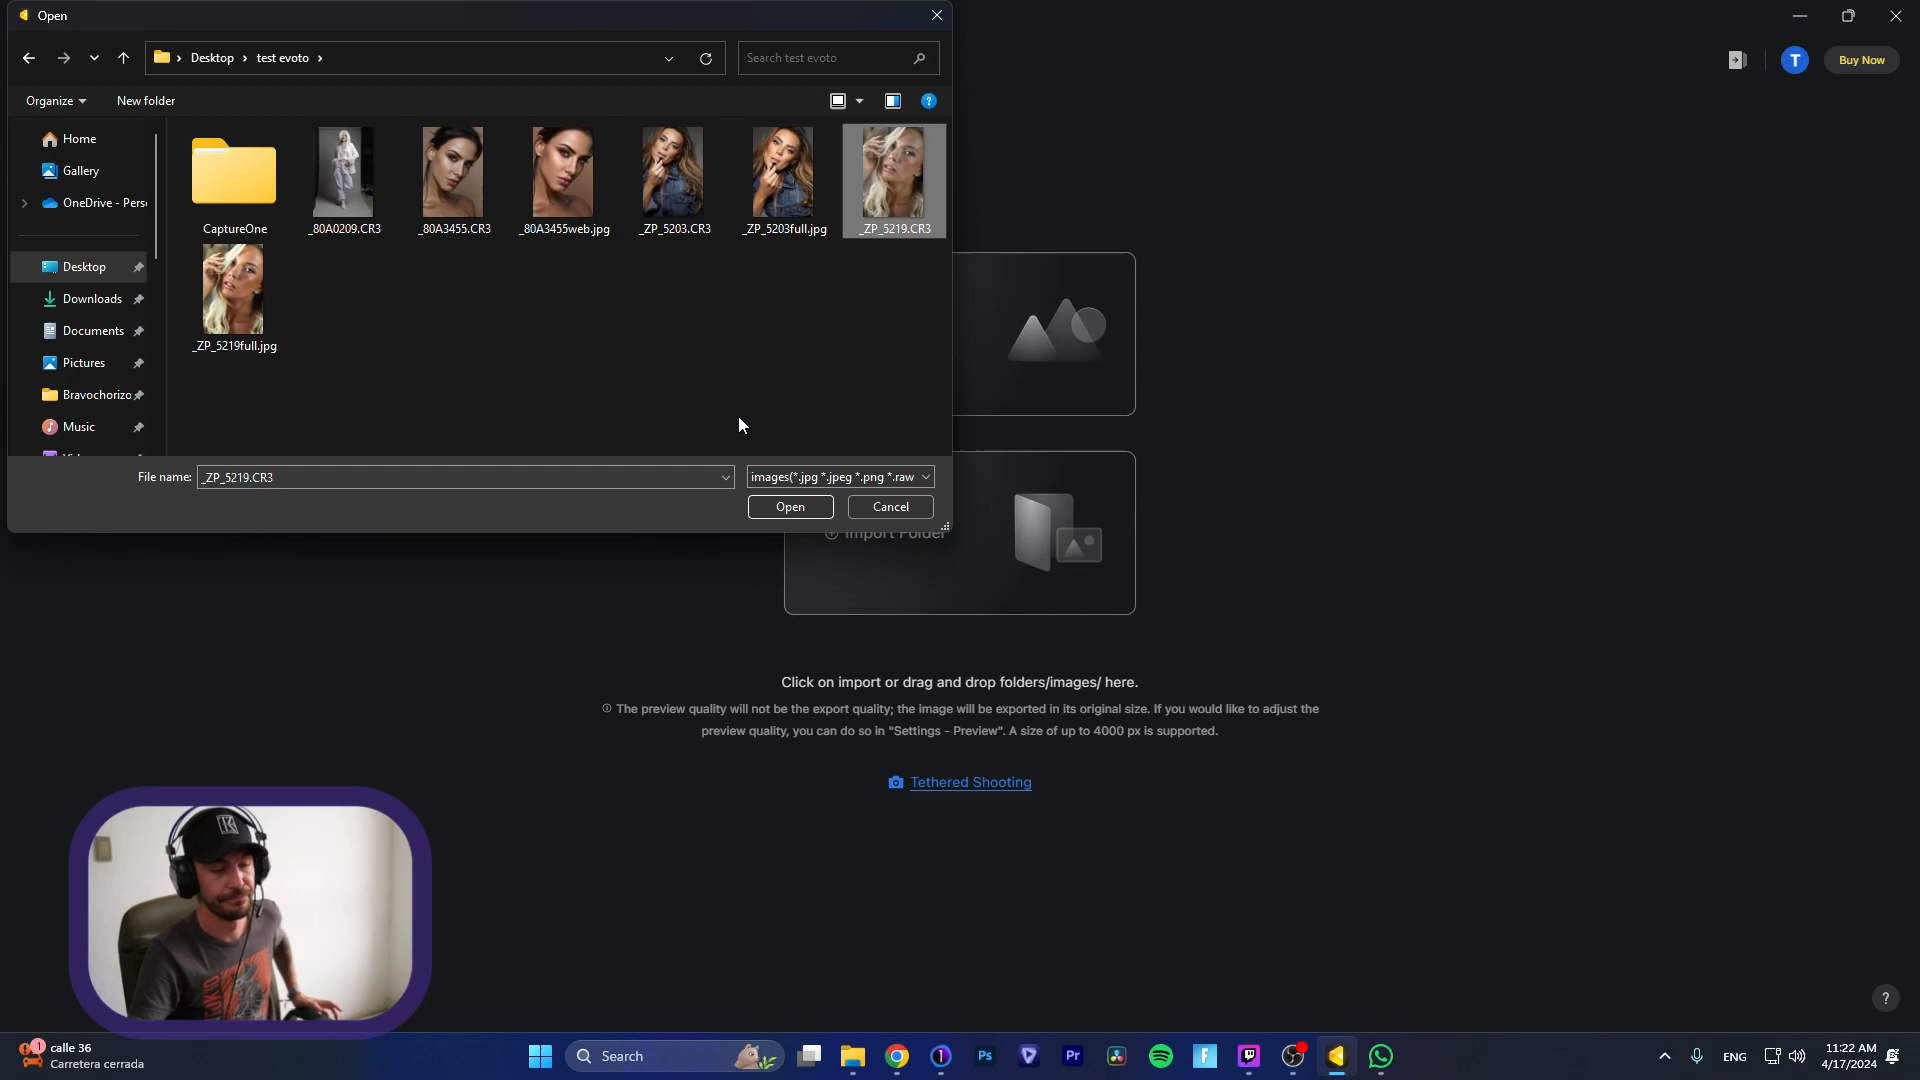 Open
Desktop
test evoto
Search test evoto
T
Buy Now
Organize
New folder
?
Home
Gallery
OneDrive - Pers
Desktop
Downloads
Documents
Pictures
Bravochorizo
Music
CaptureOne
_80A0209.CR3
_80A3455.CR3
_80A3455web.jpg
_ZP_5203.CR3
_ZP_5203full.jpg
_ZP_5219.CR3
_ZP_5219full.jpg
File name:
_ZP_5219.CR3
images(*.jpg *.jpeg *.png *.raw
Open
Cancel
Import Folder
Click on import or drag and drop folders/images/ here.
The preview quality will not be the export quality; the image will be exported in its original size. If you would like to adjust the
preview quality, you can do so in "Settings - Preview". A size of up to 4000 px is supported.
Tethered Shooting
?
1
calle 36
Carretera cerrada
Search
Ps
Pr
ENG
11:22 AM
4/17/2024